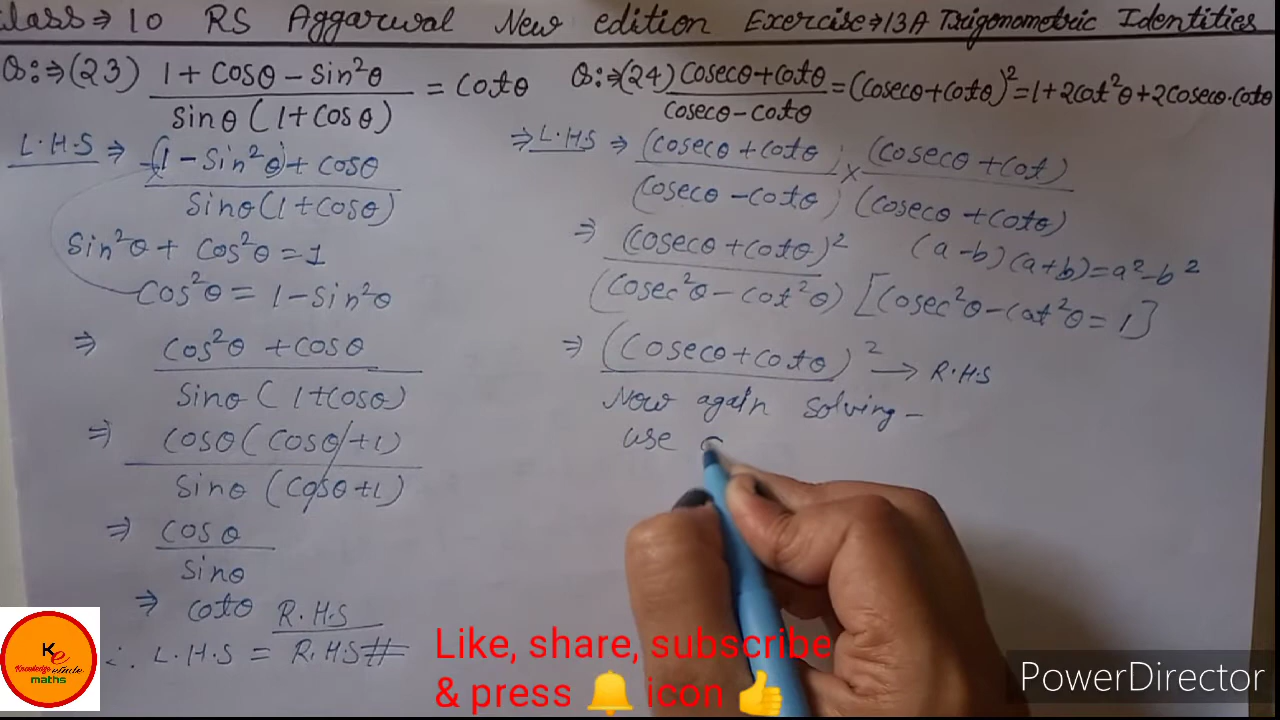 Class ⇒ 10 RS Aggarwal New edition Exercise ⇒ 13A Trigonometric Identities
Q: ⇒ (23) (1 + cosθ − sin²θ) / (sinθ (1 + cosθ)) = cotθ
L.H.S ⇒ ((1 − sin²θ) + cosθ) / (sinθ (1 + cosθ))
sin²θ + cos²θ = 1
cos²θ = 1 − sin²θ
⇒ (cos²θ + cosθ) / (sinθ (1 + cosθ))
⇒ (cosθ (cosθ + 1)) / (sinθ (cosθ + 1))
⇒ cosθ / sinθ
⇒ cotθ R.H.S
∴ L.H.S = R.H.S #
Q: ⇒ (24) (cosecθ + cotθ) / (cosecθ − cotθ) = (cosecθ + cotθ)² = 1 + 2cot²θ + 2cosecθ.cotθ
⇒ L.H.S ⇒ (cosecθ + cotθ) / (cosecθ − cotθ) × (cosecθ + cot) / (cosecθ + cotθ)
⇒ (cosecθ + cotθ)² / (cosec²θ − cot²θ) (a − b) (a + b) = a² − b²
[cosec²θ − cot²θ = 1]
⇒ (cosecθ + cotθ)² → R.H.S
Now again solving −
use
Ke
Knowledge
maths
Like, share, subscribe
& press 🔔 icon 👍
PowerDirector